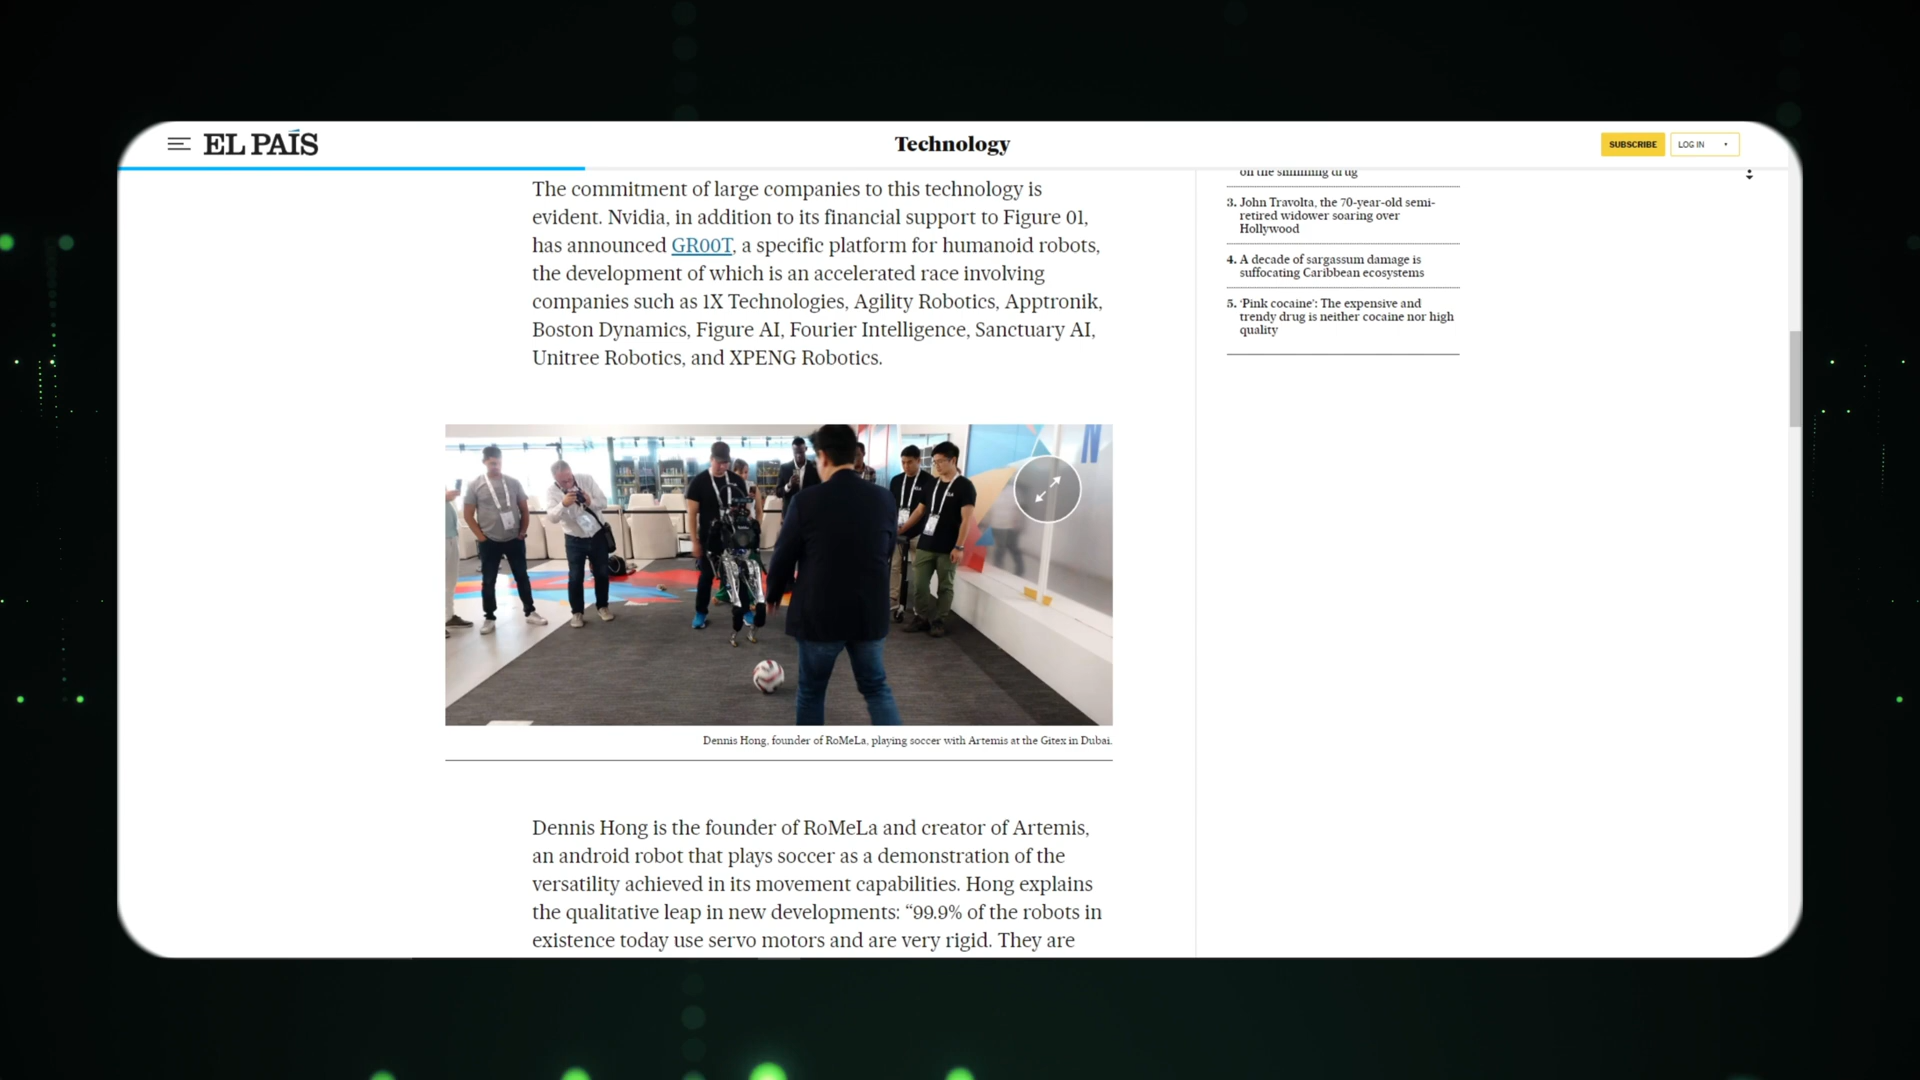 EL PAÍS
Technology
SUBSCRIBE
LOG IN
The commitment of large companies to this technology is
evident. Nvidia, in addition to its financial support to Figure 01,
has announced GR00T, a specific platform for humanoid robots,
the development of which is an accelerated race involving
companies such as 1X Technologies, Agility Robotics, Apptronik,
Boston Dynamics, Figure AI, Fourier Intelligence, Sanctuary AI,
Unitree Robotics, and XPENG Robotics.
Dennis Hong, founder of RoMeLa, playing soccer with Artemis at the Gitex in Dubai.
Dennis Hong is the founder of RoMeLa and creator of Artemis,
an android robot that plays soccer as a demonstration of the
versatility achieved in its movement capabilities. Hong explains
the qualitative leap in new developments: “99.9% of the robots in
existence today use servo motors and are very rigid. They are
on the slimming drug
3. John Travolta, the 70-year-old semi-
retired widower soaring over
Hollywood
4. A decade of sargassum damage is
suffocating Caribbean ecosystems
5. ‘Pink cocaine’: The expensive and
trendy drug is neither cocaine nor high
quality